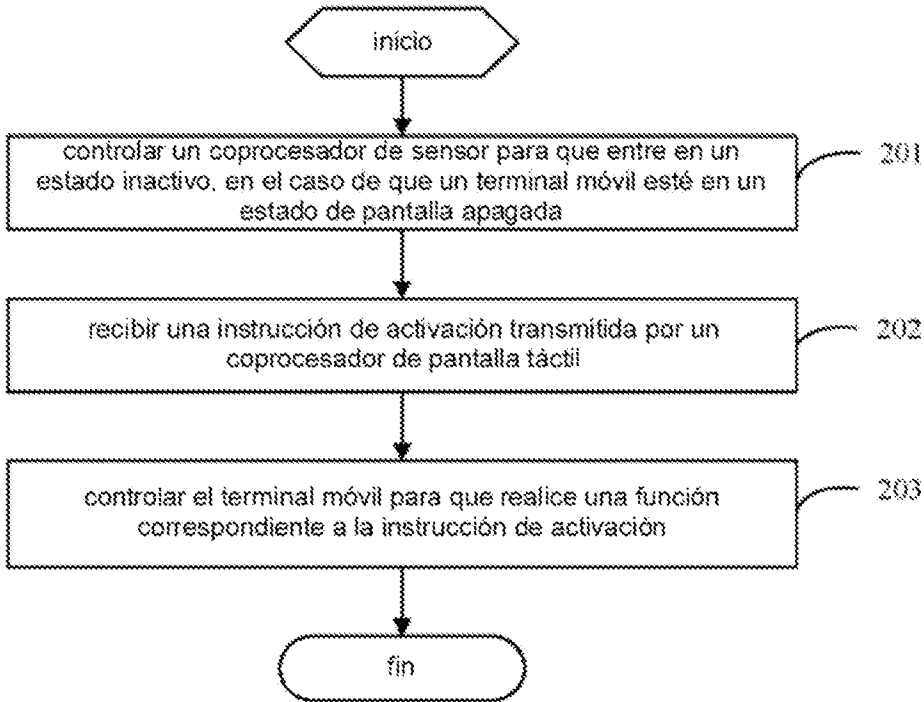 inicio
controlar un coprocesador de sensor para que entre en un
estado inactivo, en el caso de que un terminal móvil esté en un
estado de pantalla apagada
201
recibir una instrucción de activación transmitida por un
coprocesador de pantalla táctil
202
controlar el terminal móvil para que realice una función
correspondiente a la instrucción de activación
203
fin